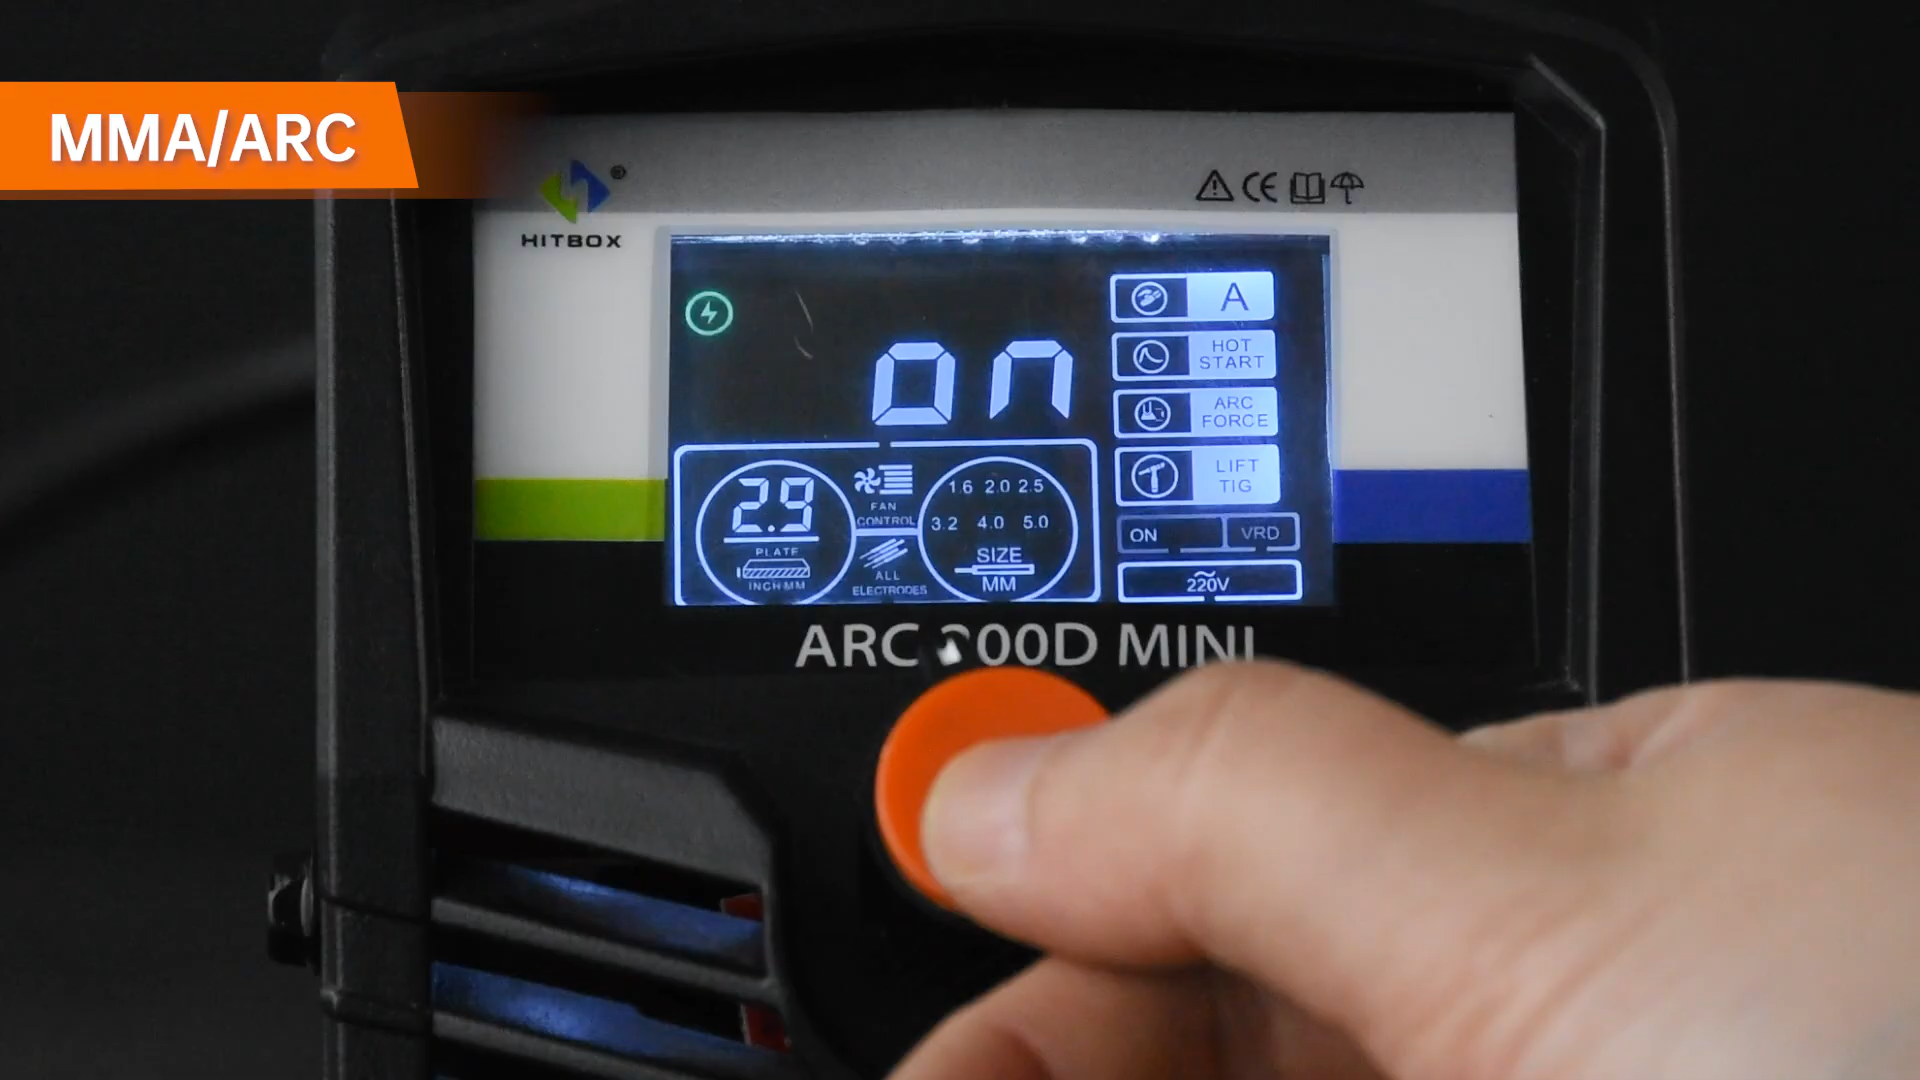 MMA/ARC
®
CE
HITBOX
A
HOT
START
on
ARC
FORCE
LIFT
TIG
2.9
PLATE
INCH MM
FAN
CONTROL
ALL
ELECTRODES
1.6 2.0 2.5
3.2 4.0 5.0
SIZE
MM
ON VRD
220V
ARC 200D MINI